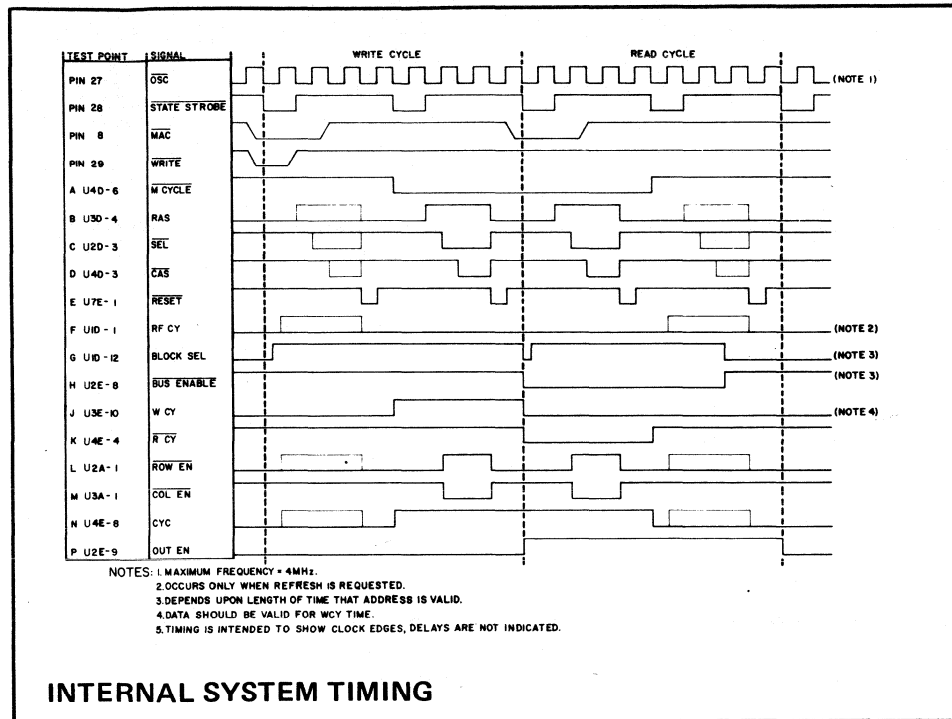 TEST POINT SIGNAL WRITE CYCLE READ CYCLE
PIN 27 OSC (NOTE 1)
PIN 28 STATE STROBE
PIN 8 MAC
PIN 29 WRITE
A U4D-6 M CYCLE
B U3D-4 RAS
C U2D-3 SEL
D U4D-3 CAS
E U7E-1 RESET
F U1D-1 RF CY (NOTE 2)
G U1D-12 BLOCK SEL (NOTE 3)
H U2E-8 BUS ENABLE (NOTE 3)
J U3E-10 W CY (NOTE 4)
K U4E-4 R CY
L U2A-1 ROW EN
M U3A-1 COL EN
N U4E-8 CYC
P U2E-9 OUT EN
NOTES: 1. MAXIMUM FREQUENCY = 4MHz.
2. OCCURS ONLY WHEN REFRESH IS REQUESTED.
3. DEPENDS UPON LENGTH OF TIME THAT ADDRESS IS VALID.
4. DATA SHOULD BE VALID FOR WCY TIME.
5. TIMING IS INTENDED TO SHOW CLOCK EDGES, DELAYS ARE NOT INDICATED.
INTERNAL SYSTEM TIMING